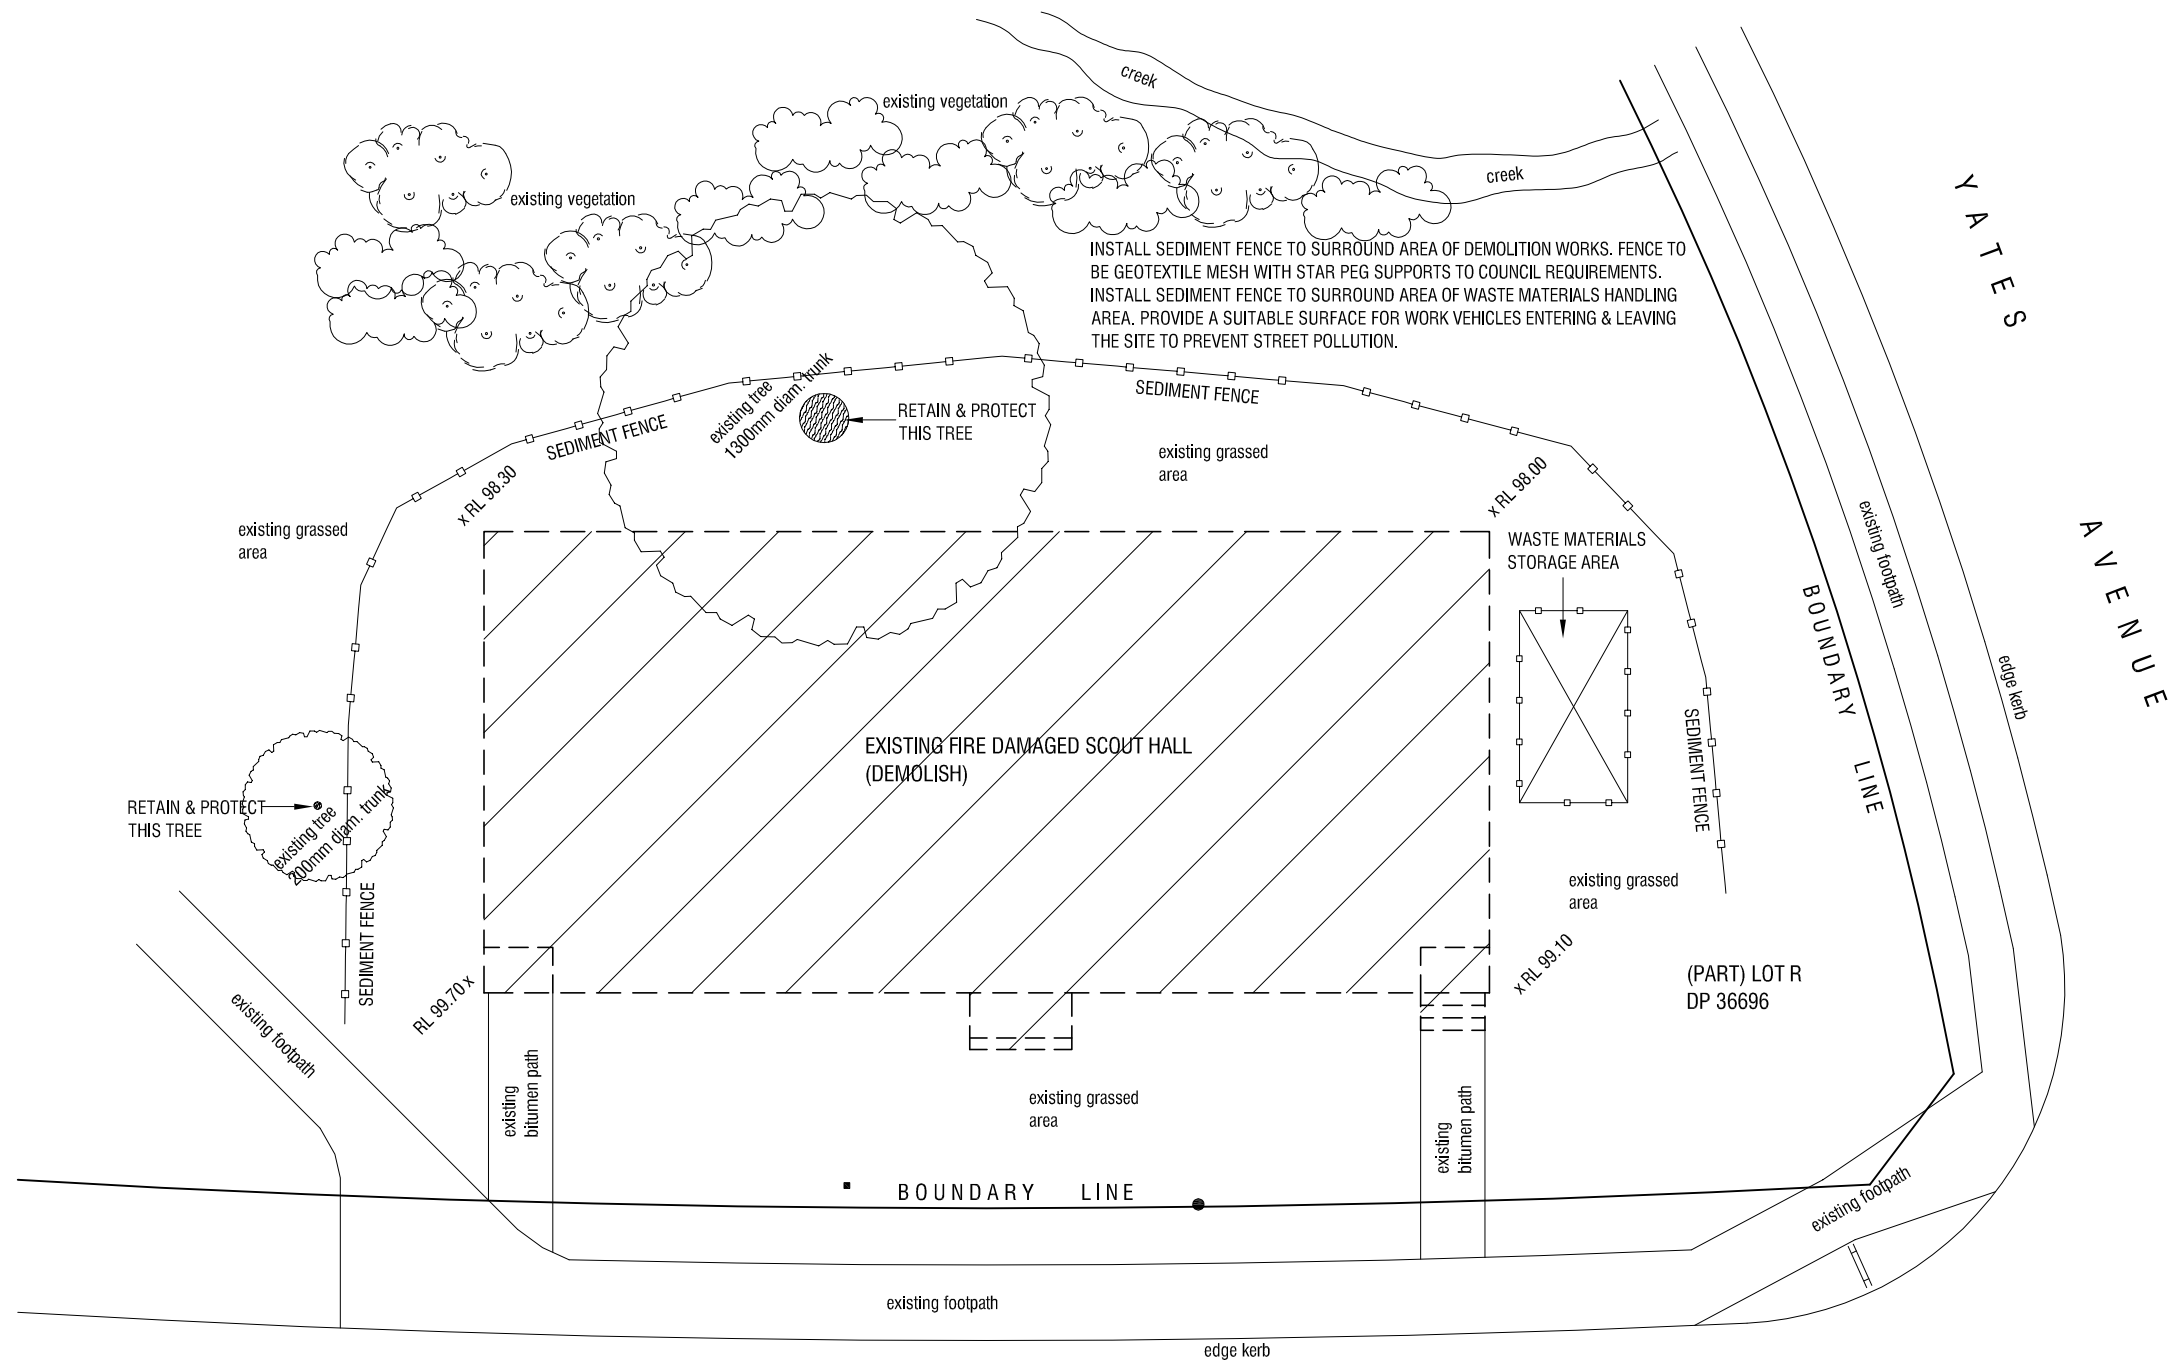 creek
existing vegetation
creek
existing vegetation
YATES
AVENUE
INSTALL SEDIMENT FENCE TO SURROUND AREA OF DEMOLITION WORKS. FENCE TO
BE GEOTEXTILE MESH WITH STAR PEG SUPPORTS TO COUNCIL REQUIREMENTS.
INSTALL SEDIMENT FENCE TO SURROUND AREA OF WASTE MATERIALS HANDLING
AREA. PROVIDE A SUITABLE SURFACE FOR WORK VEHICLES ENTERING & LEAVING
THE SITE TO PREVENT STREET POLLUTION.
SEDIMENT FENCE
existing tree
1300mm diam. trunk
RETAIN & PROTECT
THIS TREE
SEDIMENT FENCE
existing grassed
area
x RL 98.30
x RL 98.00
existing grassed
area
WASTE MATERIALS
STORAGE AREA
existing footpath
BOUNDARY LINE
edge kerb
SEDIMENT FENCE
EXISTING FIRE DAMAGED SCOUT HALL
(DEMOLISH)
RETAIN & PROTECT
THIS TREE
existing tree
200mm diam. trunk
SEDIMENT FENCE
existing grassed
area
RL 99.70 x
x RL 99.10
(PART) LOT R
DP 36696
existing footpath
existing
bitumen path
existing grassed
area
existing
bitumen path
BOUNDARY LINE
existing footpath
existing footpath
edge kerb